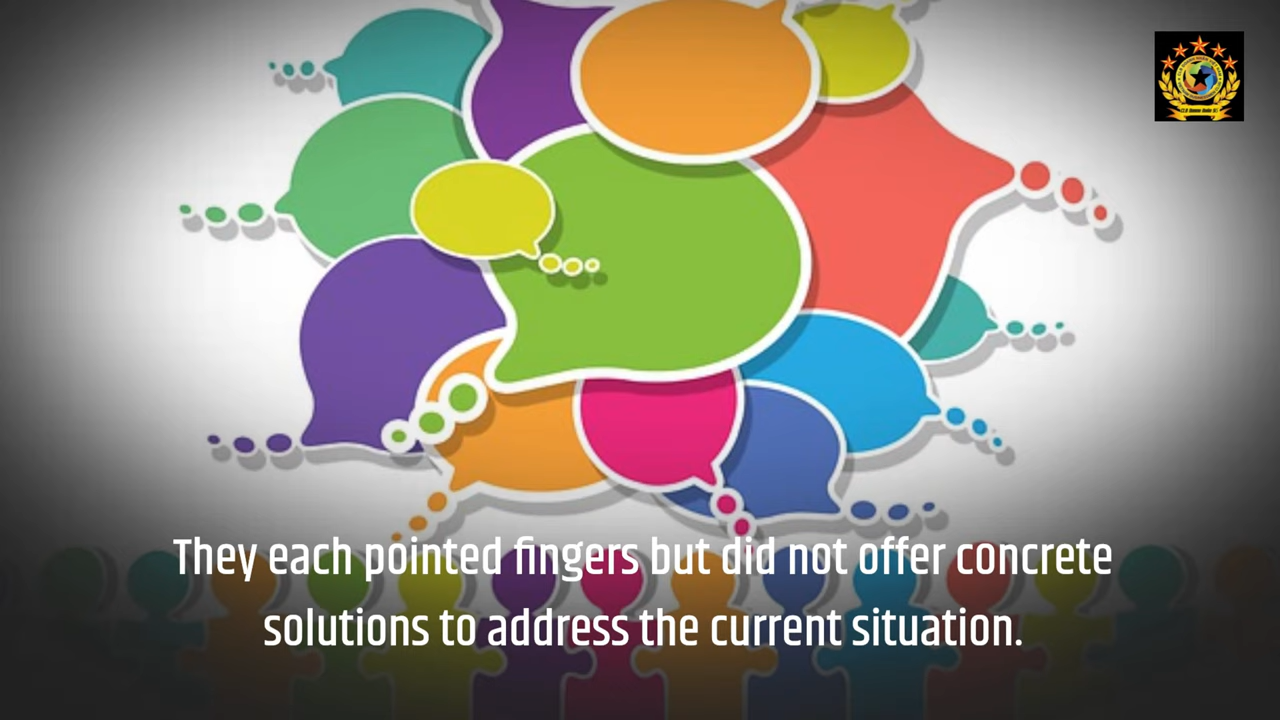 They each pointed fingers but did not offer concrete
solutions to address the current situation.